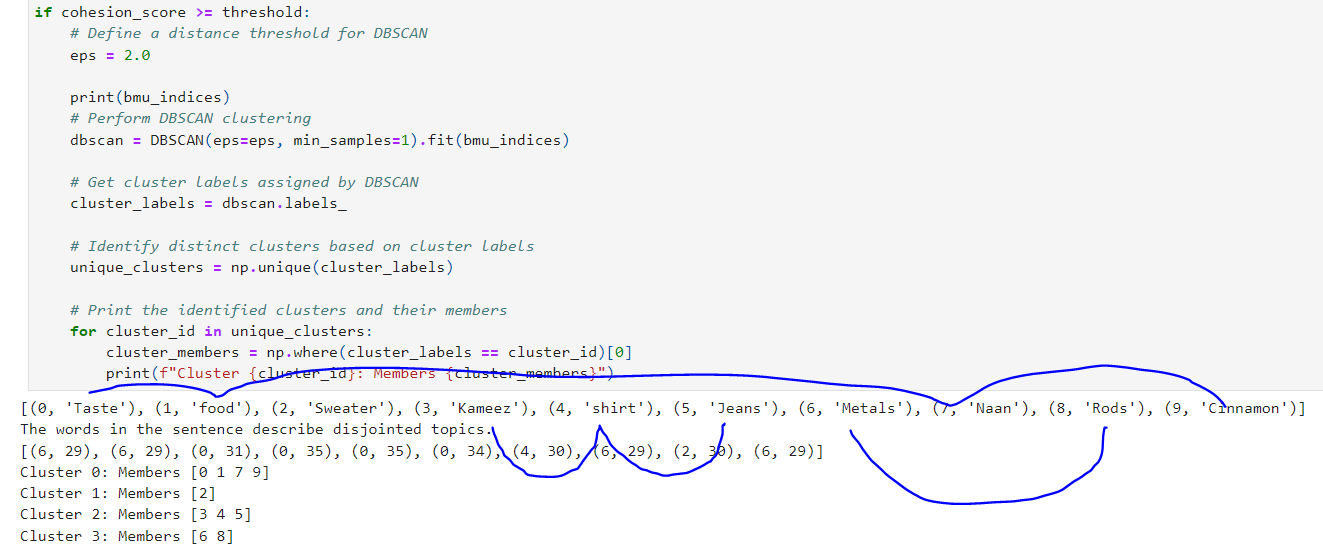 if cohesion_score >= threshold:
# Define a distance threshold for DBSCAN
eps = 2.0
print(bmu_indices)
# Perform DBSCAN clustering
dbscan = DBSCAN(eps=eps, min_samples=1).fit(bmu_indices)
# Get cluster labels assigned by DBSCAN
cluster_labels = dbscan.labels_
# Identify distinct clusters based on cluster labels
unique_clusters = np.unique(cluster_labels)
# Print the identified clusters and their members
for cluster_id in unique_clusters:
cluster_members = np.where(cluster_labels == cluster_id)[0]
print(f"Cluster {cluster_id}: Members {cluster_members}")
[(0, 'Taste'), (1, 'food'), (2, 'Sweater'), (3, 'Kameez'), (4, 'shirt'), (5, 'Jeans'), (6, 'Metals'), (7, 'Naan'), (8, 'Rods'), (9, 'Cinnamon')]
The words in the sentence describe disjointed topics.
[(6, 29), (6, 29), (0, 31), (0, 35), (0, 35), (0, 34), (4, 30), (6, 29), (2, 30), (6, 29)]
Cluster 0: Members [0 1 7 9]
Cluster 1: Members [2]
Cluster 2: Members [3 4 5]
Cluster 3: Members [6 8]